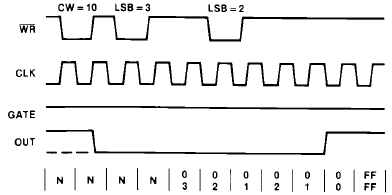 CW=10 LSB=3 LSB=2
WR
CLK
GATE
OUT
N N N N 0 0 0 0 0 0 FF
3 2 1 2 1 0 FF